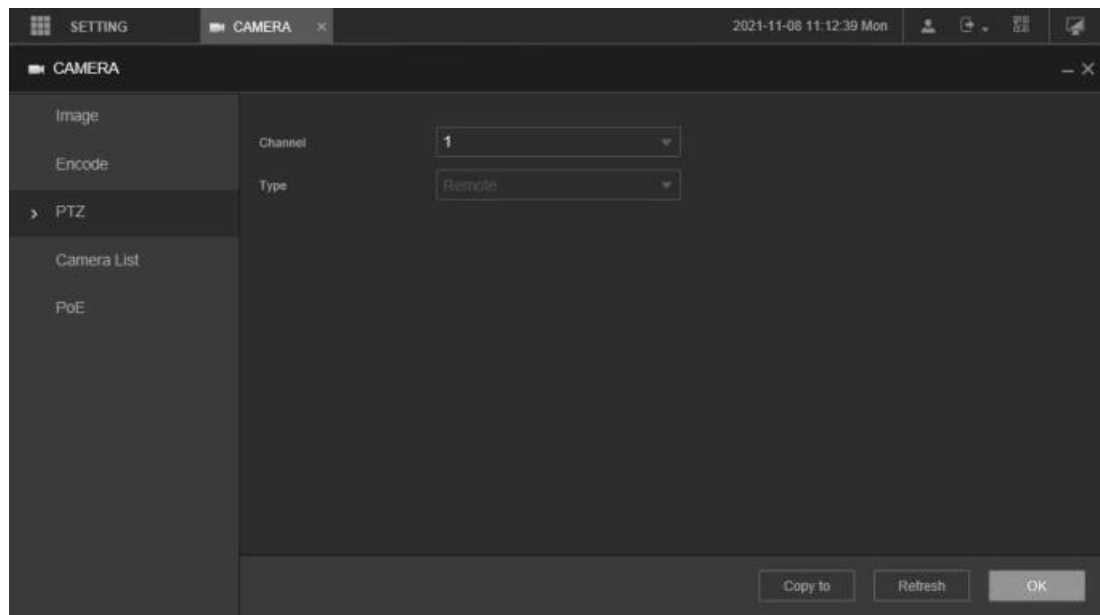 SETTING CAMERA 2021-11-08 11:12:39 Mon
CAMERA
Image
Encode
PTZ
Camera List
PoE
Channel 1
Type Remote
Copy to Refresh OK